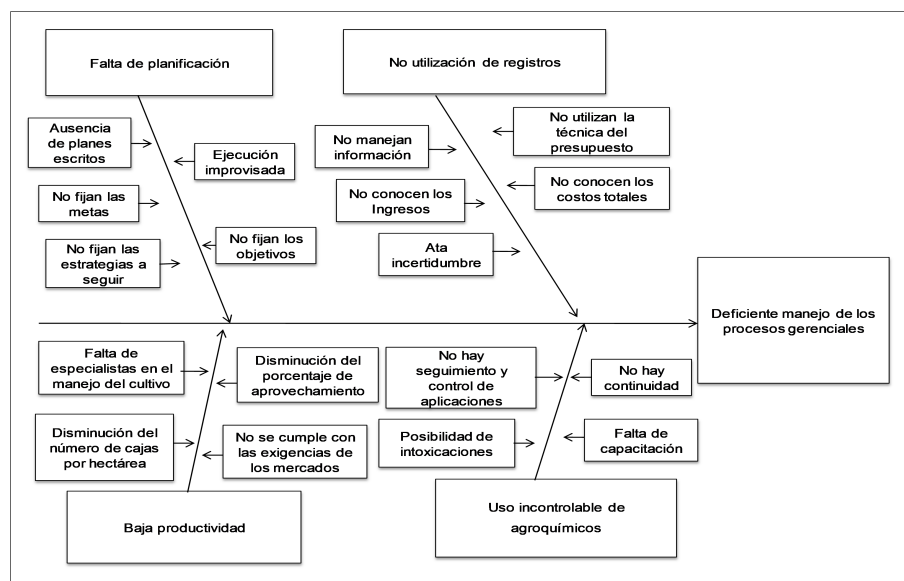 Falta de planificación
No utilización de registros
Ausencia
de planes
escritos
Ejecución
improvisada
No fijan las
metas
No fijan los
objetivos
No fijan las
estrategias a
seguir
No manejan
información
No utilizan la
técnica del
presupuesto
No conocen los
Ingresos
No conocen los
costos totales
Ata
incertidumbre
Deficiente manejo de los
procesos gerenciales
Falta de
especialistas en el
manejo del cultivo
Disminución del
porcentaje de
aprovechamiento
Disminución del
número de cajas
por hectárea
No se cumple con
las exigencias de
los mercados
No hay
seguimiento y
control de
aplicaciones
No hay
continuidad
Posibilidad de
intoxicaciones
Falta de
capacitación
Baja productividad
Uso incontrolable de
agroquímicos